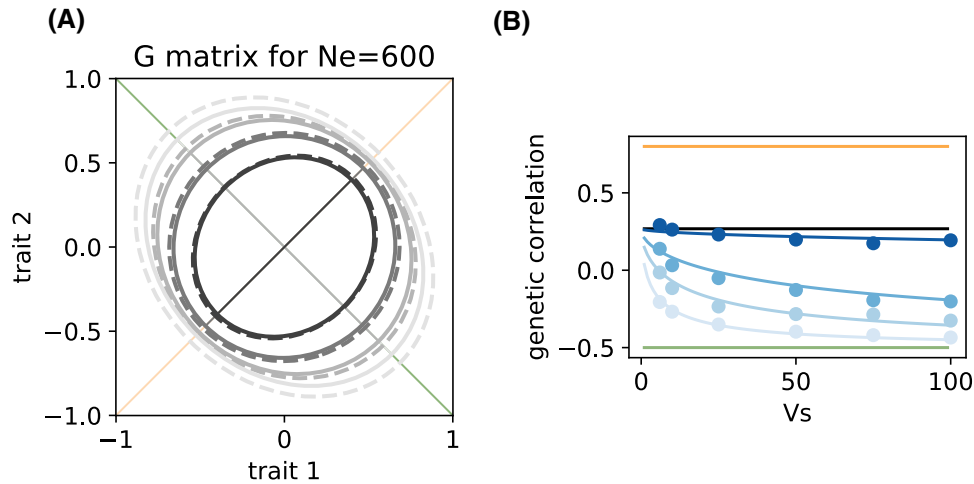 (A)
G matrix for Ne=600
1.0
0.5
0.0
−0.5
−1.0
−1
0
1
trait 2
trait 1
(B)
0.5
0.0
−0.5
0
50
100
genetic correlation
Vs